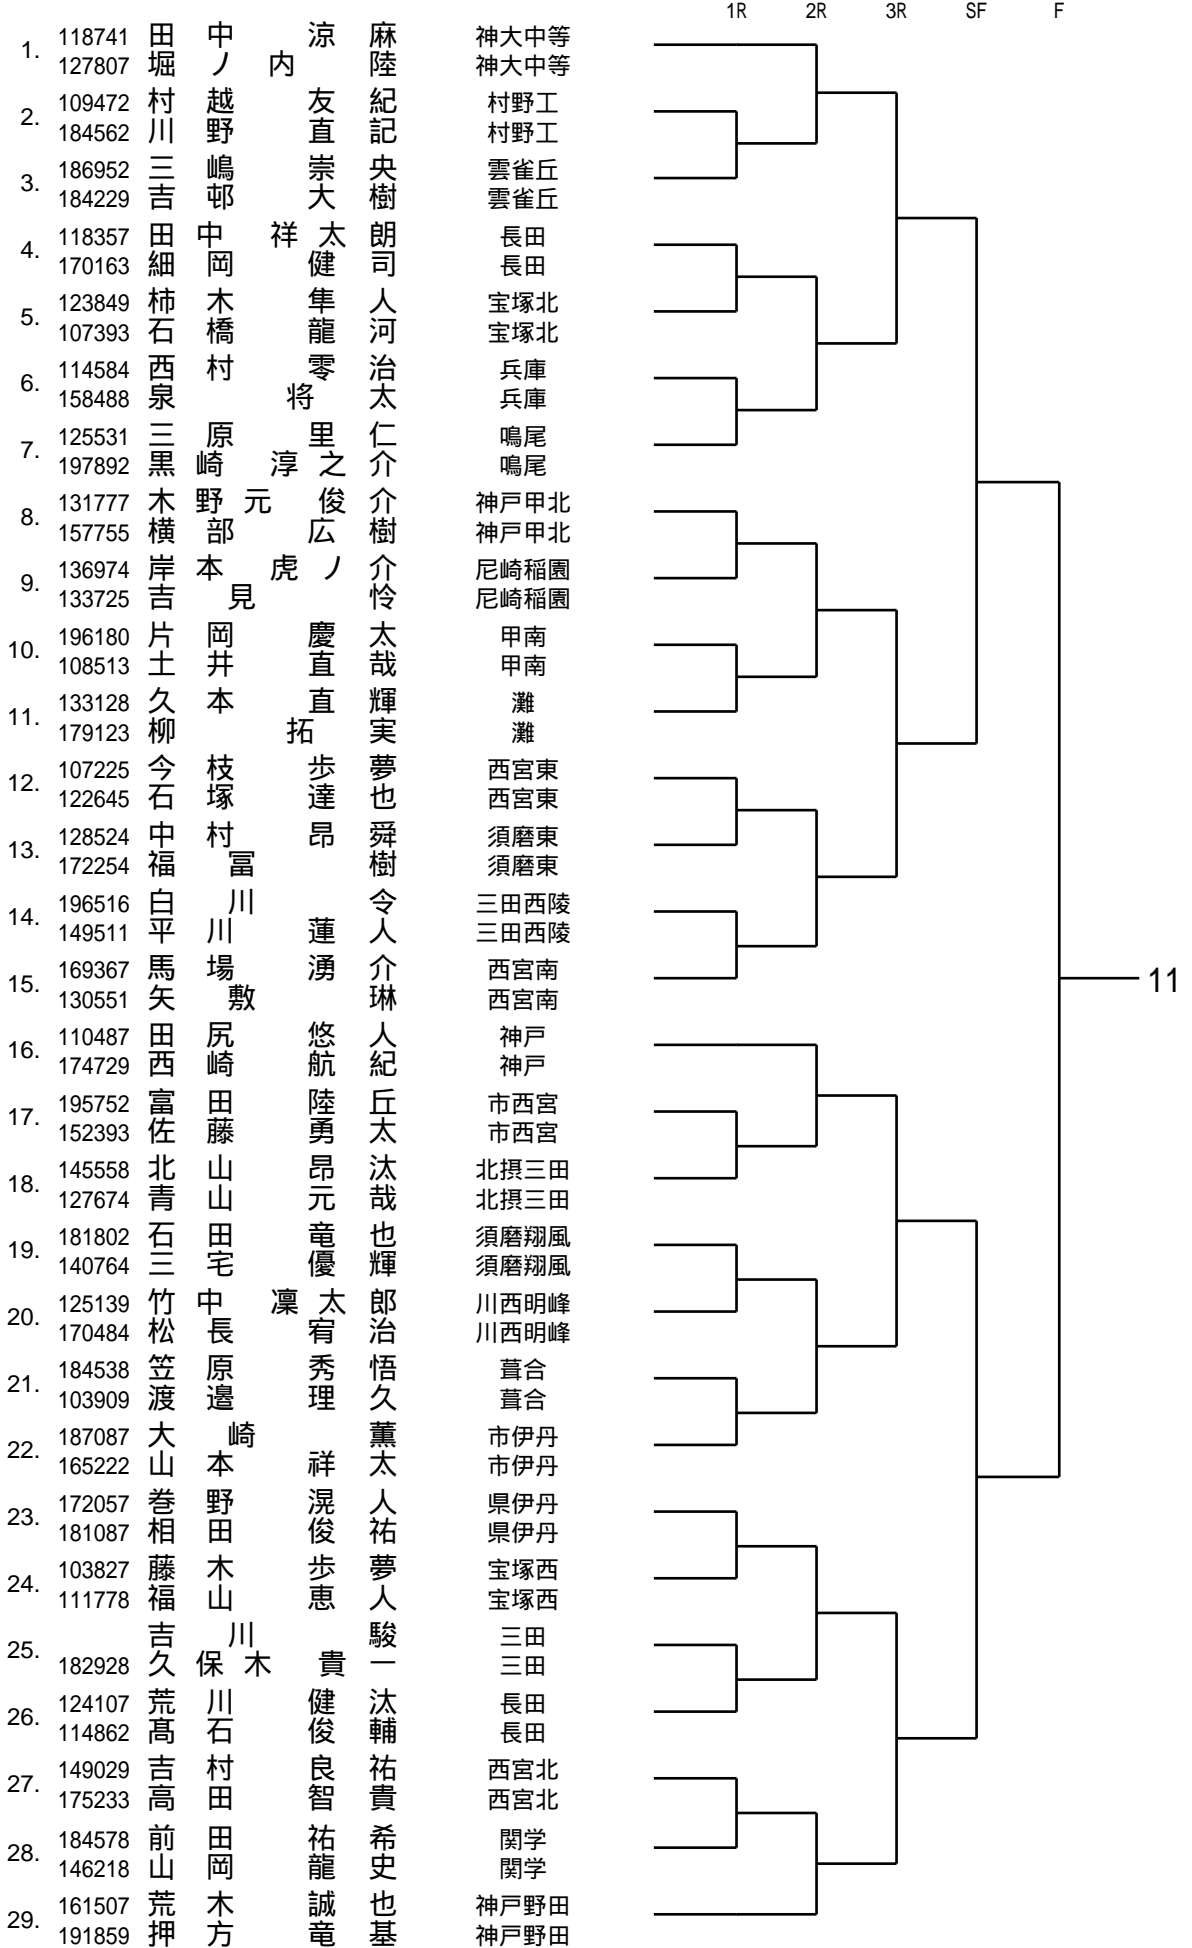 1R 2R 3R SF F
1. 118741 田中 涼麻 神大中等
127807 堀ノ内 陸 神大中等
2. 109472 村越 友紀 村野工
184562 川野 直記 村野工
3. 186952 三嶋 崇央 雲雀丘
184229 吉邨 大樹 雲雀丘
4. 118357 田中 祥太朗 長田
170163 細岡 健司 長田
5. 123849 柿木 隼人 宝塚北
107393 石橋 龍河 宝塚北
6. 114584 西村 零治 兵庫
158488 泉 将太 兵庫
7. 125531 三原 里仁 鳴尾
197892 黒崎 淳之介 鳴尾
8. 131777 木野元 俊介 神戸甲北
157755 横部 広樹 神戸甲北
9. 136974 岸本 虎ノ介 尼崎稲園
133725 吉見 怜 尼崎稲園
10. 196180 片岡 慶太 甲南
108513 土井 直哉 甲南
11. 133128 久本 直輝 灘
179123 柳 拓実 灘
12. 107225 今枝 歩夢 西宮東
122645 石塚 達也 西宮東
13. 128524 中村 昂舜 須磨東
172254 福冨 樹 須磨東
14. 196516 白川 令 三田西陵
149511 平川 蓮人 三田西陵
15. 169367 馬場 湧介 西宮南
130551 矢敷 琳 西宮南
11
16. 110487 田尻 悠人 神戸
174729 西崎 航紀 神戸
17. 195752 富田 陸丘 市西宮
152393 佐藤 勇太 市西宮
18. 145558 北山 昂汰 北摂三田
127674 青山 元哉 北摂三田
19. 181802 石田 竜也 須磨翔風
140764 三宅 優輝 須磨翔風
20. 125139 竹中 凜太郎 川西明峰
170484 松長 宥治 川西明峰
21. 184538 笠原 秀悟 葺合
103909 渡邉 理久 葺合
22. 187087 大崎 薫 市伊丹
165222 山本 祥太 市伊丹
23. 172057 巻野 滉人 県伊丹
181087 相田 俊祐 県伊丹
24. 103827 藤木 歩夢 宝塚西
111778 福山 恵人 宝塚西
25. 吉川 駿 三田
182928 久保木 貴一 三田
26. 124107 荒川 健汰 長田
114862 髙石 俊輔 長田
27. 149029 吉村 良祐 西宮北
175233 高田 智貴 西宮北
28. 184578 前田 祐希 関学
146218 山岡 龍史 関学
29. 161507 荒木 誠也 神戸野田
191859 押方 竜基 神戸野田